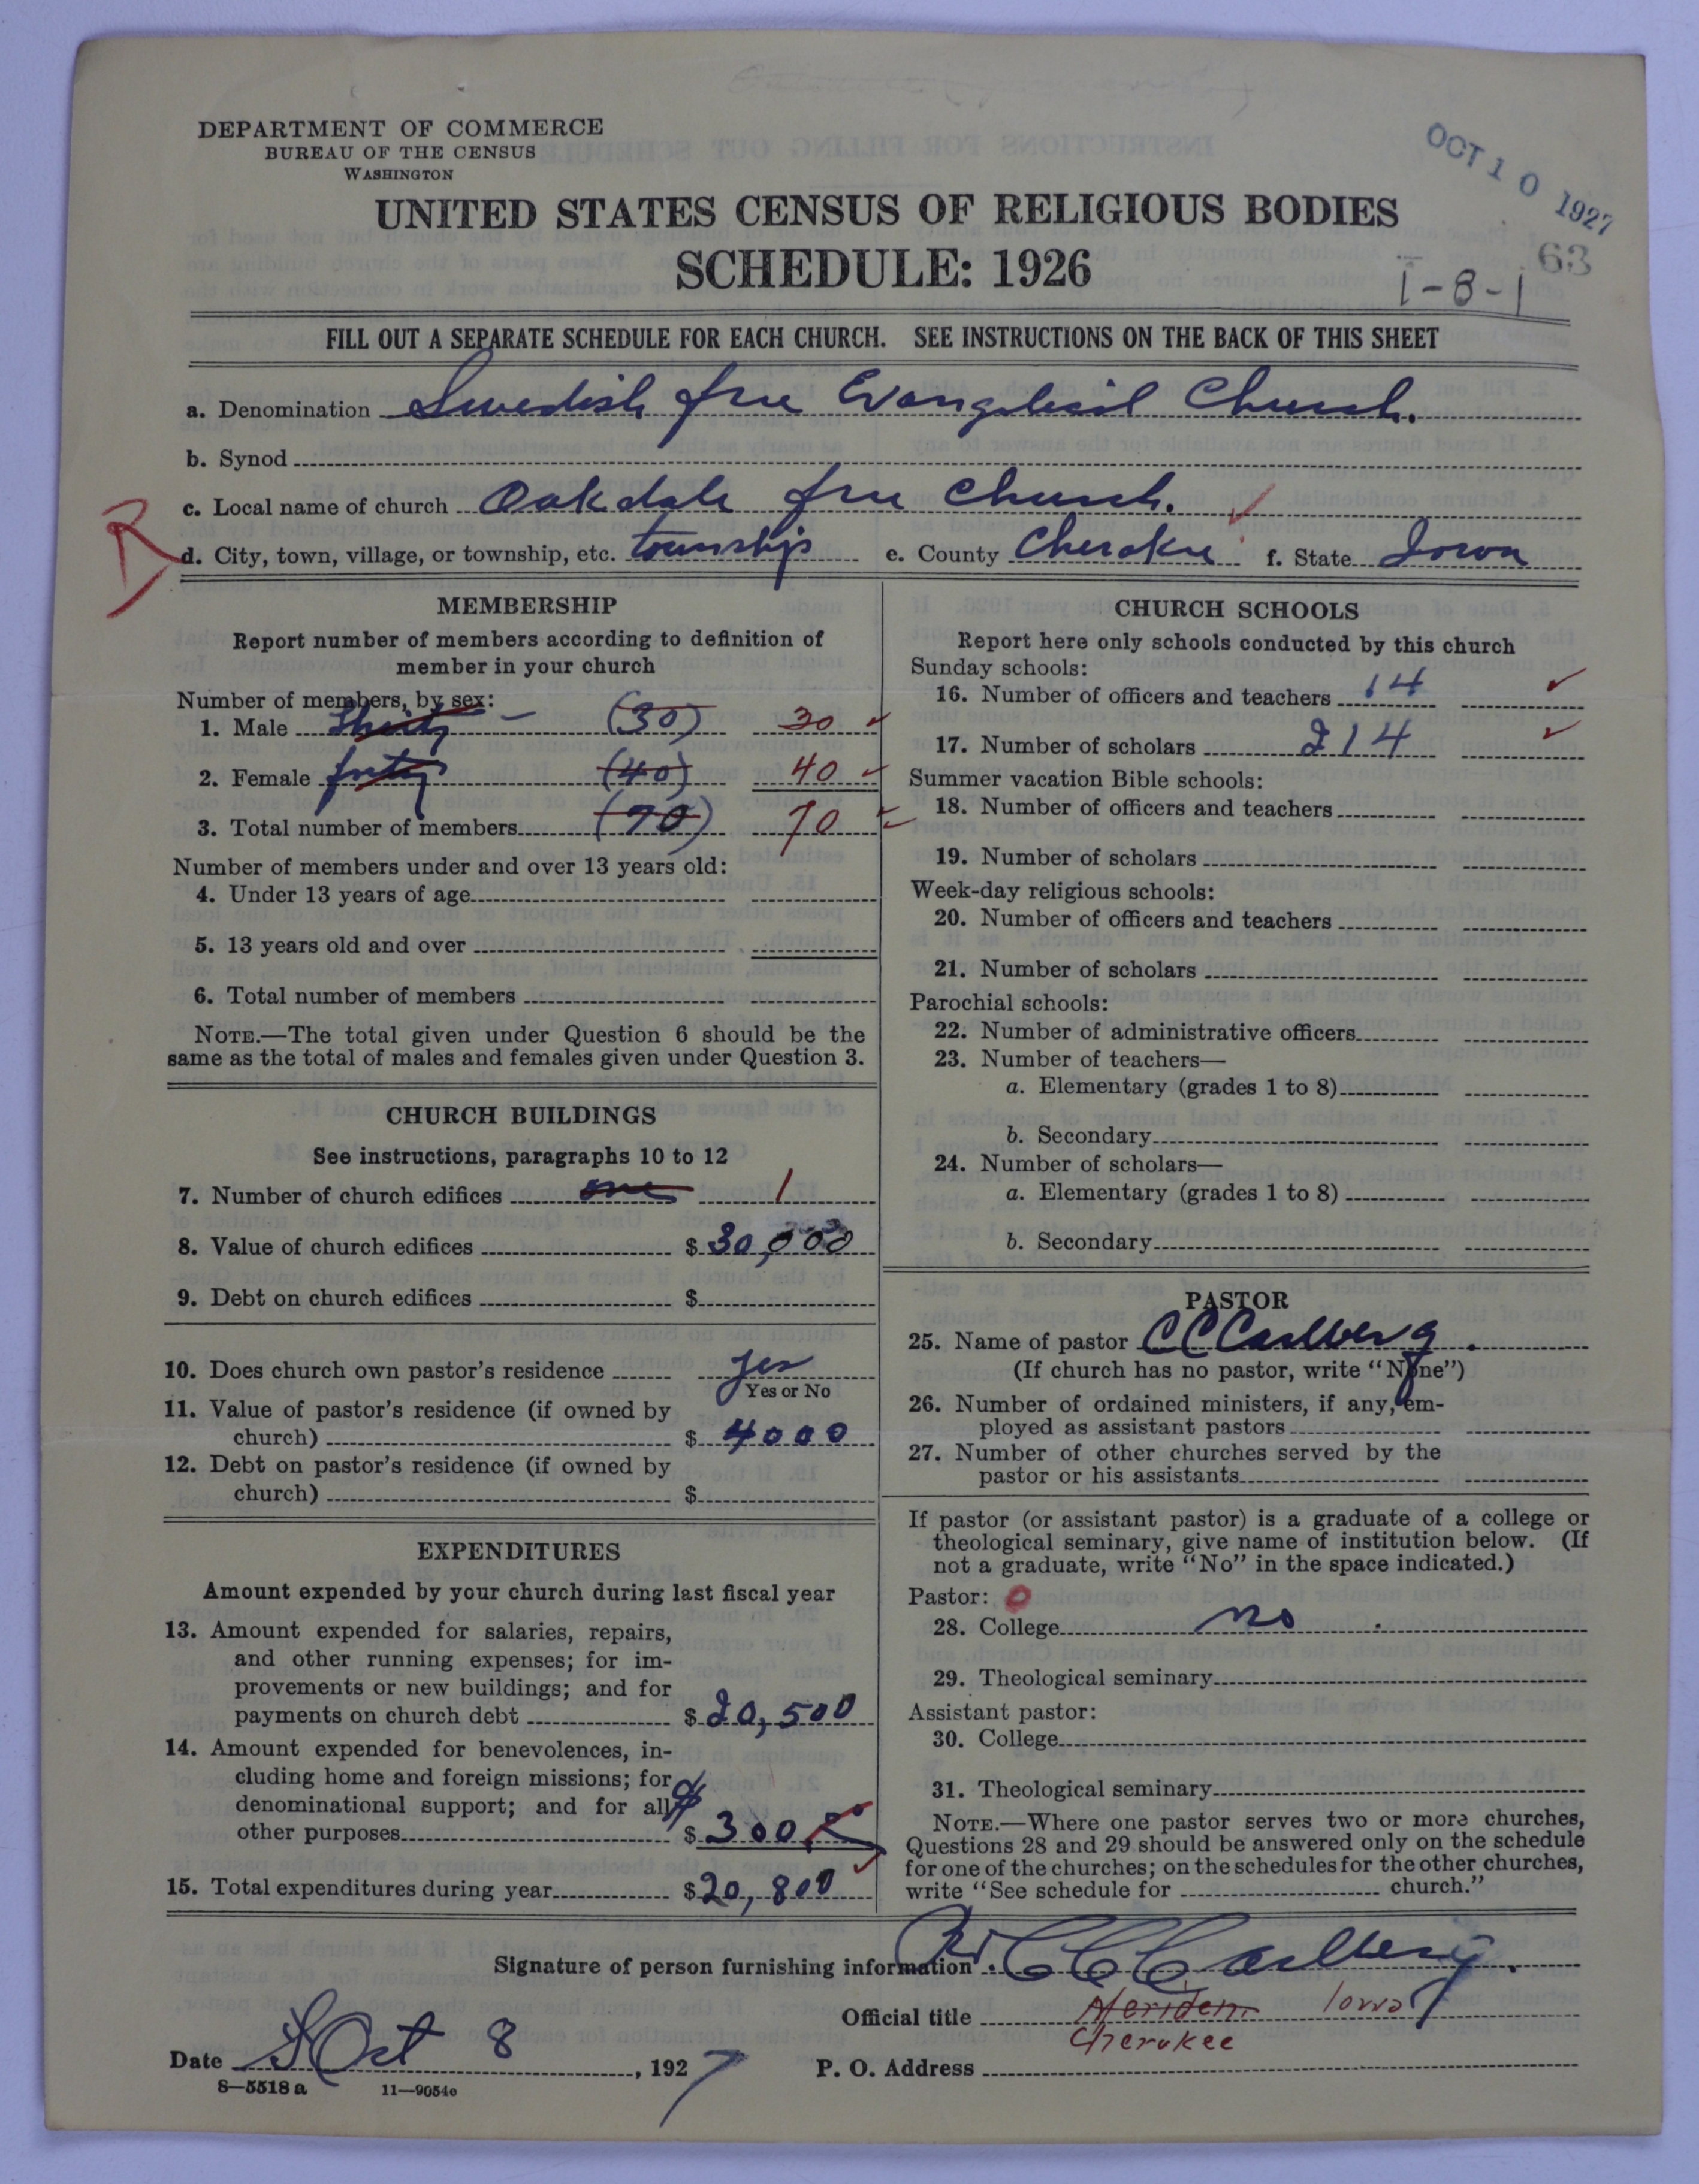 DEPARTMENT OF COMMERCE
BUREAU OF THE CENSUS
WASHINGTON
OCT 10 1927
UNITED STATES CENSUS OF RELIGIOUS BODIES
SCHEDULE: 1926
63
1-8-1
FILL OUT A SEPARATE SCHEDULE FOR EACH CHURCH. SEE INSTRUCTIONS ON THE BACK OF THIS SHEET
a. Denomination Swedish free Evangelical Church.
b. Synod
c. Local name of church Oakdale free Church.
d. City, town, village, or township, etc. township e. County Cherokee f. State Iowa
MEMBERSHIP
Report number of members according to definition of
member in your church
Number of members, by sex:
1. Male thirty - (30) 30
2. Female forty (40) 40
3. Total number of members (70) 70
Number of members under and over 13 years old:
4. Under 13 years of age
5. 13 years old and over
6. Total number of members
NOTE.—The total given under Question 6 should be the
same as the total of males and females given under Question 3.
CHURCH BUILDINGS
See instructions, paragraphs 10 to 12
7. Number of church edifices one 1
8. Value of church edifices $ 30,000
9. Debt on church edifices $
10. Does church own pastor's residence yes
Yes or No
11. Value of pastor's residence (if owned by
church) $ 4000
12. Debt on pastor's residence (if owned by
church) $
EXPENDITURES
Amount expended by your church during last fiscal year
13. Amount expended for salaries, repairs,
and other running expenses; for im-
provements or new buildings; and for
payments on church debt $ 20,500
14. Amount expended for benevolences, in-
cluding home and foreign missions; for
denominational support; and for all
other purposes $ 300
15. Total expenditures during year $ 20,800
CHURCH SCHOOLS
Report here only schools conducted by this church
Sunday schools:
16. Number of officers and teachers 14
17. Number of scholars 214
Summer vacation Bible schools:
18. Number of officers and teachers
19. Number of scholars
Week-day religious schools:
20. Number of officers and teachers
21. Number of scholars
Parochial schools:
22. Number of administrative officers
23. Number of teachers—
a. Elementary (grades 1 to 8)
b. Secondary
24. Number of scholars—
a. Elementary (grades 1 to 8)
b. Secondary
PASTOR
25. Name of pastor C C Carlberg.
(If church has no pastor, write "None")
26. Number of ordained ministers, if any, em-
ployed as assistant pastors
27. Number of other churches served by the
pastor or his assistants
If pastor (or assistant pastor) is a graduate of a college or
theological seminary, give name of institution below. (If
not a graduate, write "No" in the space indicated.)
Pastor: 0
28. College no
29. Theological seminary
Assistant pastor:
30. College
31. Theological seminary
NOTE.—Where one pastor serves two or more churches,
Questions 28 and 29 should be answered only on the schedule
for one of the churches; on the schedules for the other churches,
write "See schedule for church."
Signature of person furnishing information C C Carlberg.
Official title Meriden Iowa
Cherokee
Date Oct 8, 1927 P. O. Address
8—5518 a 11—9054c